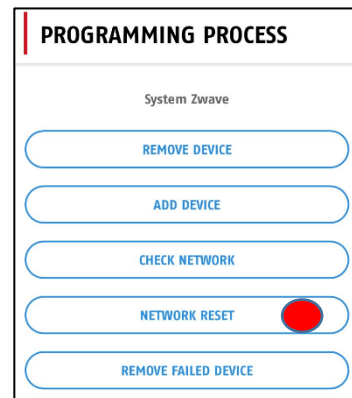 PROGRAMMING PROCESS
System Zwave
REMOVE DEVICE
ADD DEVICE
CHECK NETWORK
NETWORK RESET
REMOVE FAILED DEVICE